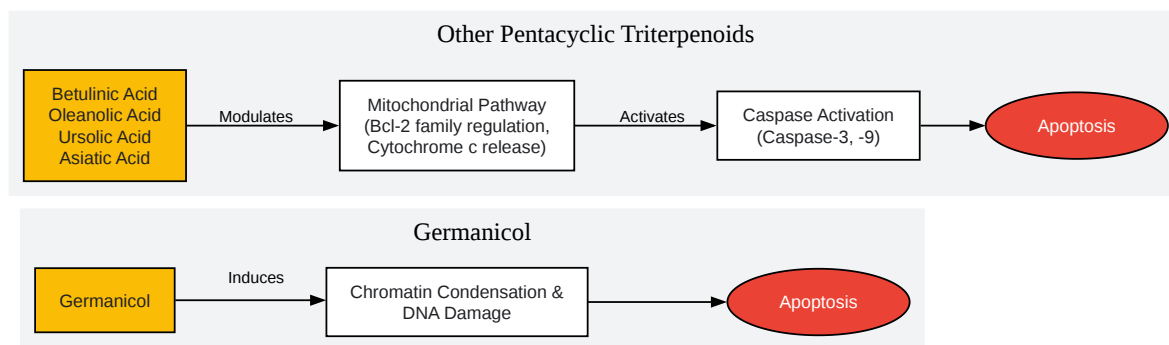 Other Pentacyclic Triterpenoids
Betulinic Acid
Oleanolic Acid
Ursolic Acid
Asiatic Acid
Modulates
Mitochondrial Pathway
(Bcl-2 family regulation,
Cytochrome c release)
Activates
Caspase Activation
(Caspase-3, -9)
Apoptosis
Germanicol
Germanicol
Induces
Chromatin Condensation &
DNA Damage
Apoptosis